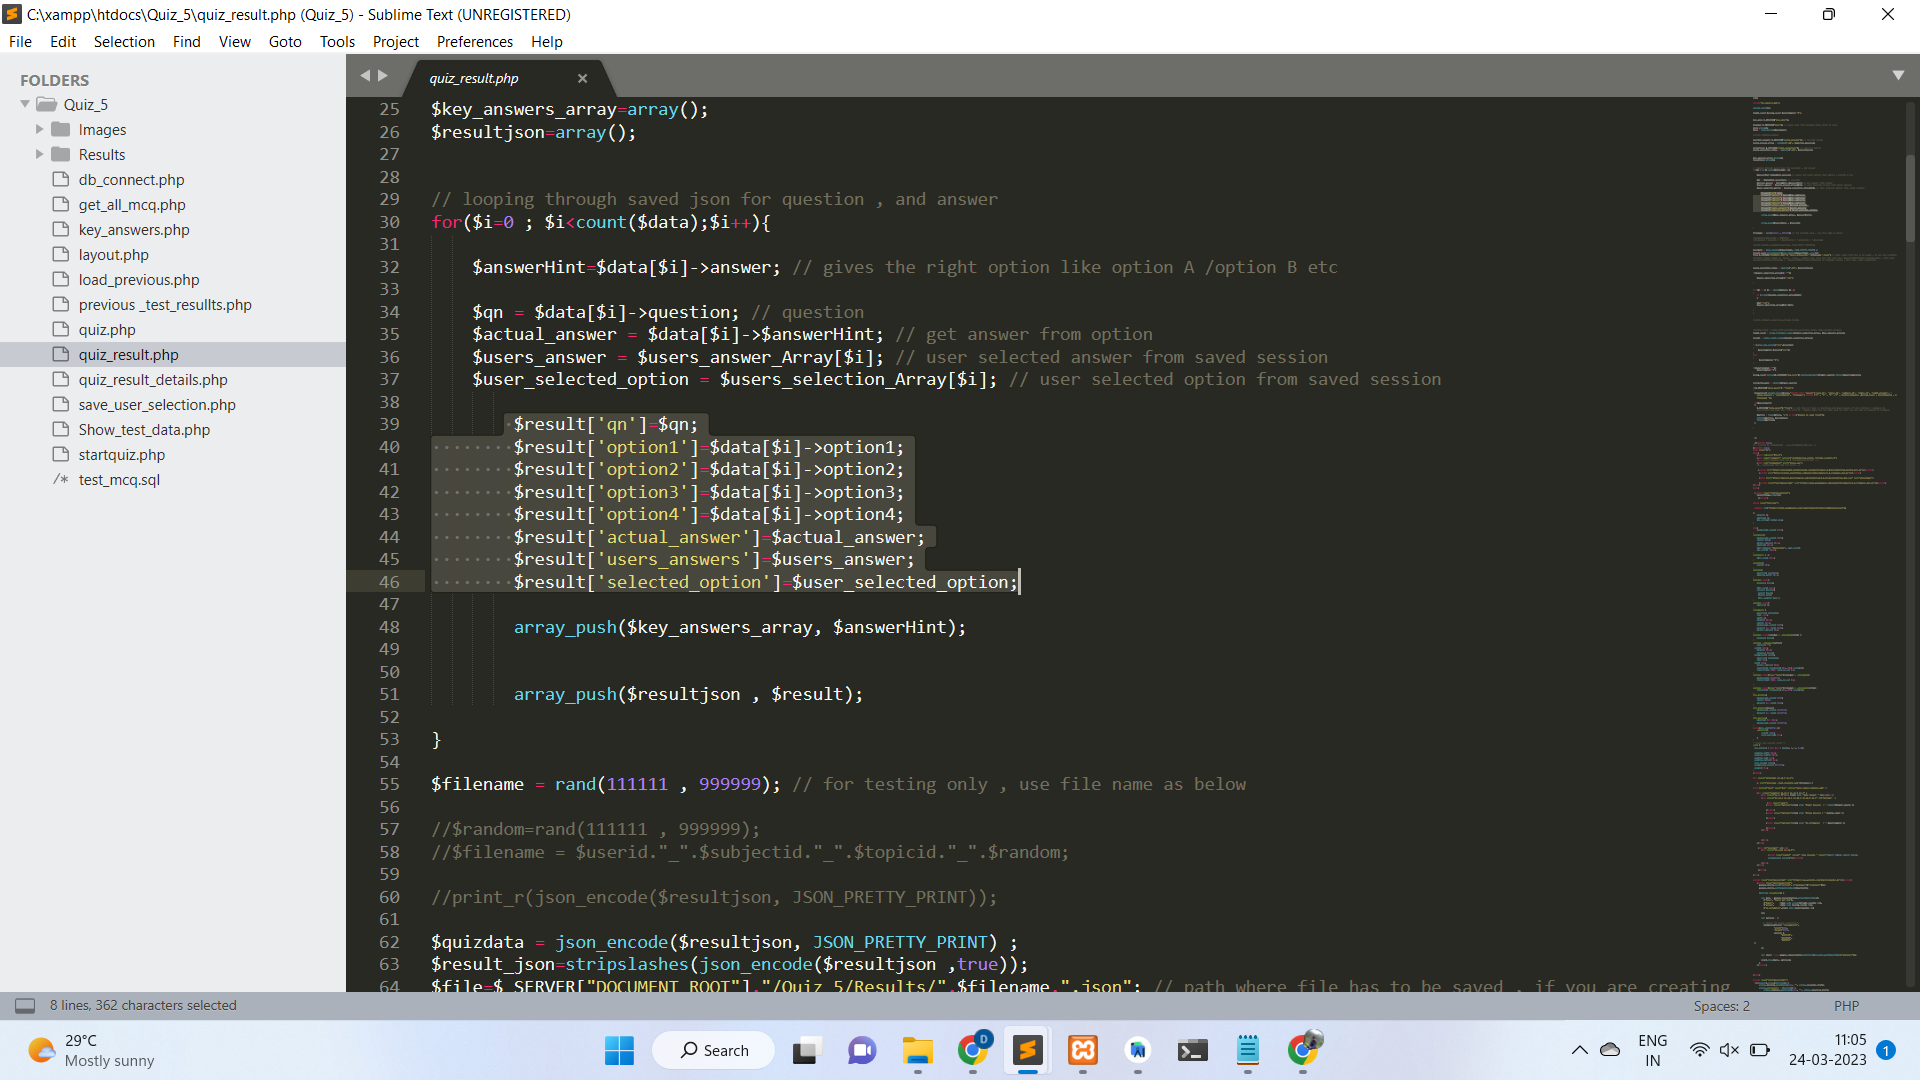 C:\xampp\htdocs\Quiz_5\quiz_result.php (Quiz_5) - Sublime Text (UNREGISTERED)
File Edit Selection Find View Goto Tools Project Preferences Help
FOLDERS
Quiz_5
Images
Results
db_connect.php
get_all_mcq.php
key_answers.php
layout.php
load_previous.php
previous _test_resullts.php
quiz.php
quiz_result.php
quiz_result_details.php
save_user_selection.php
Show_test_data.php
startquiz.php
/* test_mcq.sql
quiz_result.php
25 $key_answers_array=array();
26 $resultjson=array();
27
28
29 // looping through saved json for question , and answer
30 for($i=0 ; $i<count($data);$i++){
31
32 $answerHint=$data[$i]->answer; // gives the right option like option A /option B etc
33
34 $qn = $data[$i]->question; // question
35 $actual_answer = $data[$i]->$answerHint; // get answer from option
36 $users_answer = $users_answer_Array[$i]; // user selected answer from saved session
37 $user_selected_option = $users_selection_Array[$i]; // user selected option from saved session
38
39 $result['qn']=$qn;
40 $result['option1']=$data[$i]->option1;
41 $result['option2']=$data[$i]->option2;
42 $result['option3']=$data[$i]->option3;
43 $result['option4']=$data[$i]->option4;
44 $result['actual_answer']=$actual_answer;
45 $result['users_answers']=$users_answer;
46 $result['selected_option']=$user_selected_option;
47
48 array_push($key_answers_array, $answerHint);
49
50
51 array_push($resultjson , $result);
52
53 }
54
55 $filename = rand(111111 , 999999); // for testing only , use file name as below
56
57 //$random=rand(111111 , 999999);
58 //$filename = $userid."_".$subjectid."_".$topicid."_".$random;
59
60 //print_r(json_encode($resultjson, JSON_PRETTY_PRINT));
61
62 $quizdata = json_encode($resultjson, JSON_PRETTY_PRINT) ;
63 $result_json=stripslashes(json_encode($resultjson ,true));
64 $file=$_SERVER["DOCUMENT_ROOT"]."/Quiz_5/Results/".$filename.".json"; // path where file has to be saved , if you are creating
8 lines, 362 characters selected
Spaces: 2
PHP
29°C
Mostly sunny
Search
D
ENG
IN
11:05
24-03-2023
1